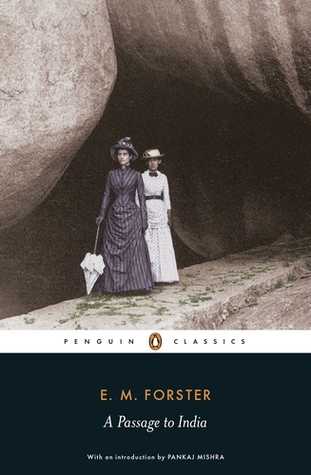 PENGUIN CLASSICS
E. M. FORSTER
A Passage to India
With an introduction by PANKAJ MISHRA